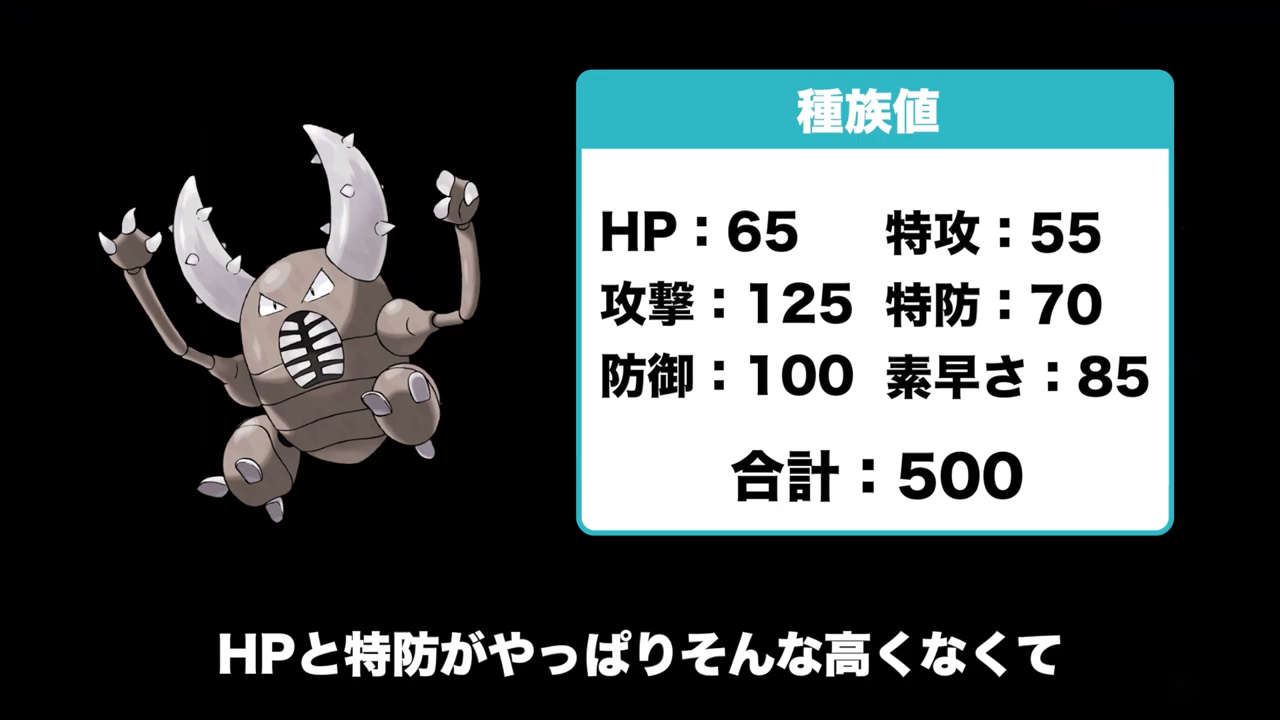 種族値
HP：65 特攻：55
攻撃：125 特防：70
防御：100 素早さ：85
合計：500
HPと特防がやっぱりそんな高くなくて